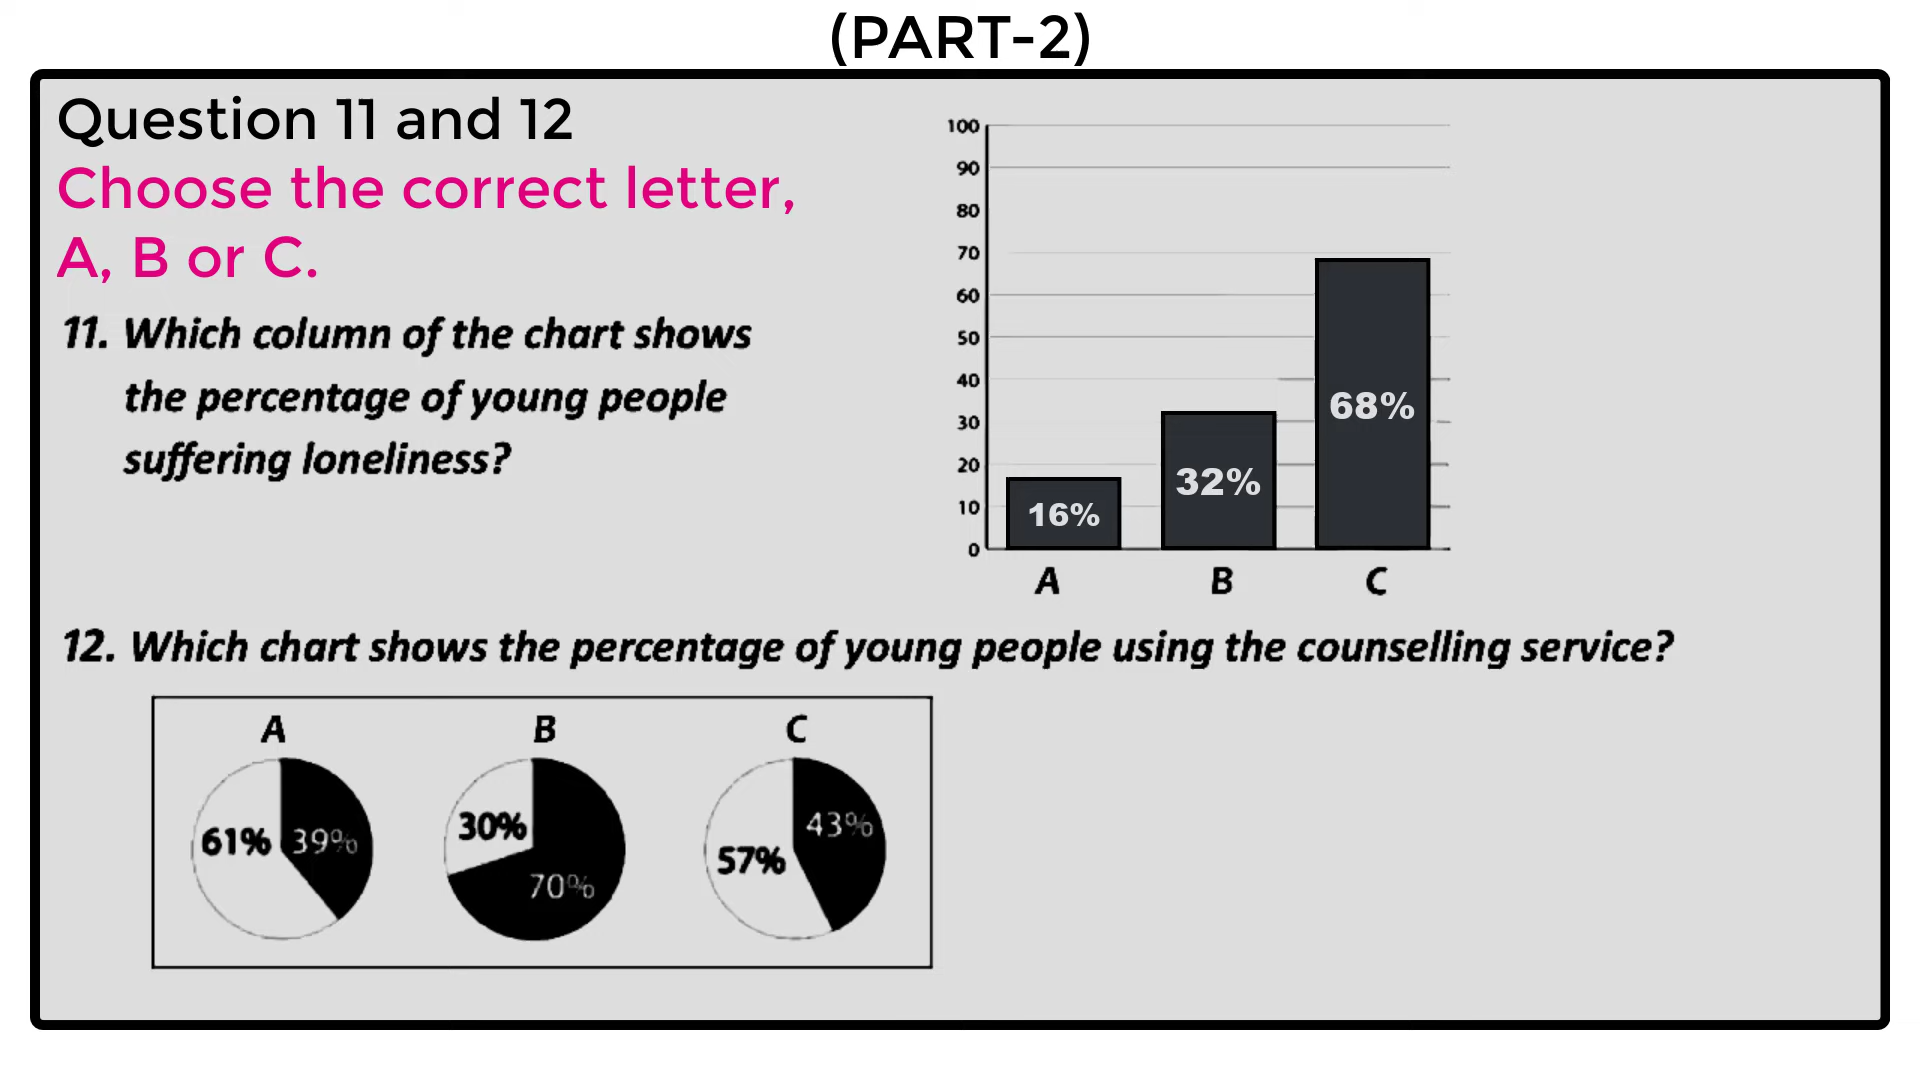 (PART-2)
Question 11 and 12
Choose the correct letter,
A, B or C.
11. Which column of the chart shows
the percentage of young people
suffering loneliness?
100
90
80
70
60
50
40
30
20
10
0
16%
32%
68%
A B C
12. Which chart shows the percentage of young people using the counselling service?
A B C
61% 39%
30% 70%
57% 43%